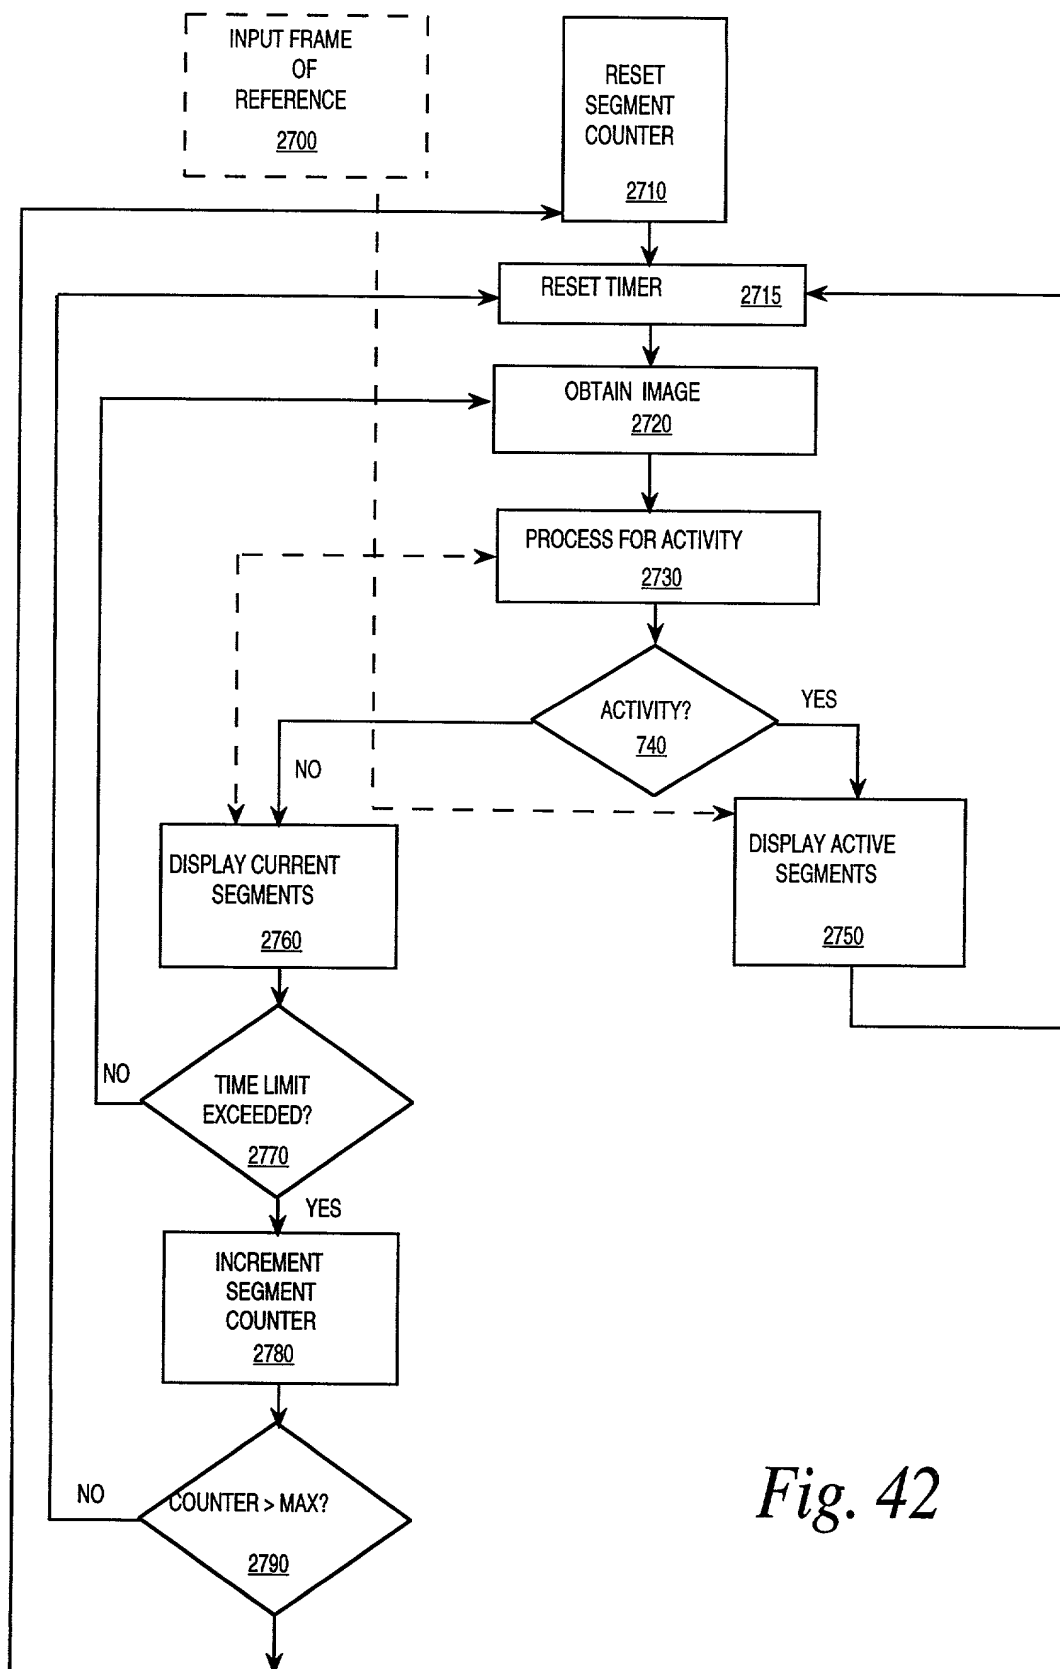 INPUT FRAME
OF
REFERENCE
2700
RESET
SEGMENT
COUNTER
2710
RESET TIMER 2715
OBTAIN IMAGE
2720
PROCESS FOR ACTIVITY
2730
ACTIVITY?
740
YES
NO
DISPLAY CURRENT
SEGMENTS
2760
DISPLAY ACTIVE
SEGMENTS
2750
NO
TIME LIMIT
EXCEEDED?
2770
YES
INCREMENT
SEGMENT
COUNTER
2780
NO
COUNTER > MAX?
2790
Fig. 42